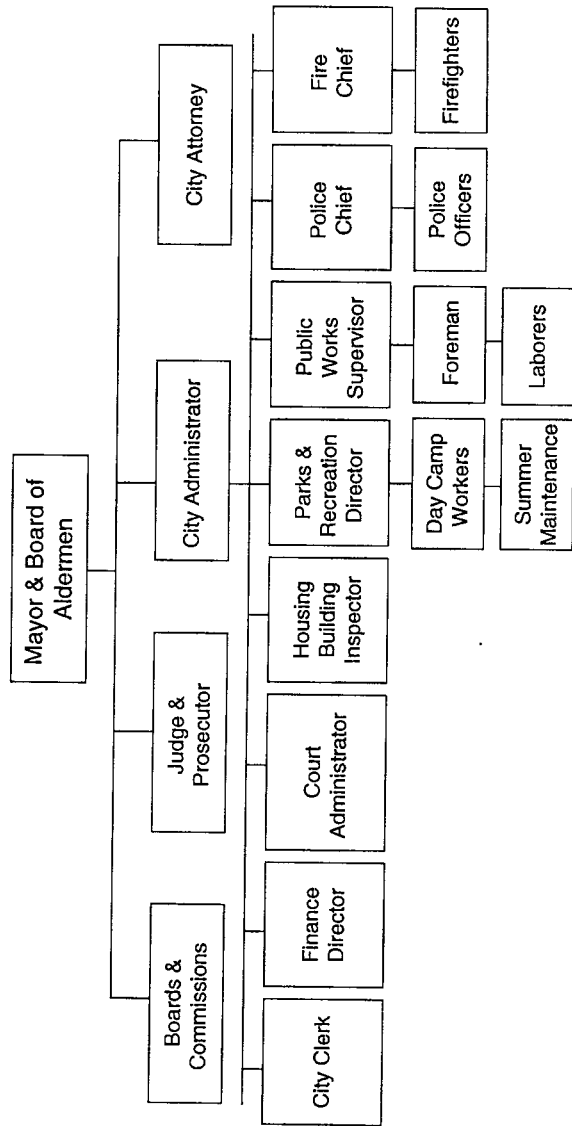 Mayor & Board of
Aldermen
Boards &
Commissions
Judge &
Prosecutor
City Administrator
City Attorney
City Clerk
Finance
Director
Court
Administrator
Housing
Building
Inspector
Parks &
Recreation
Director
Public
Works
Supervisor
Police
Chief
Fire
Chief
Day Camp
Workers
Foreman
Police
Officers
Firefighters
Summer
Maintenance
Laborers